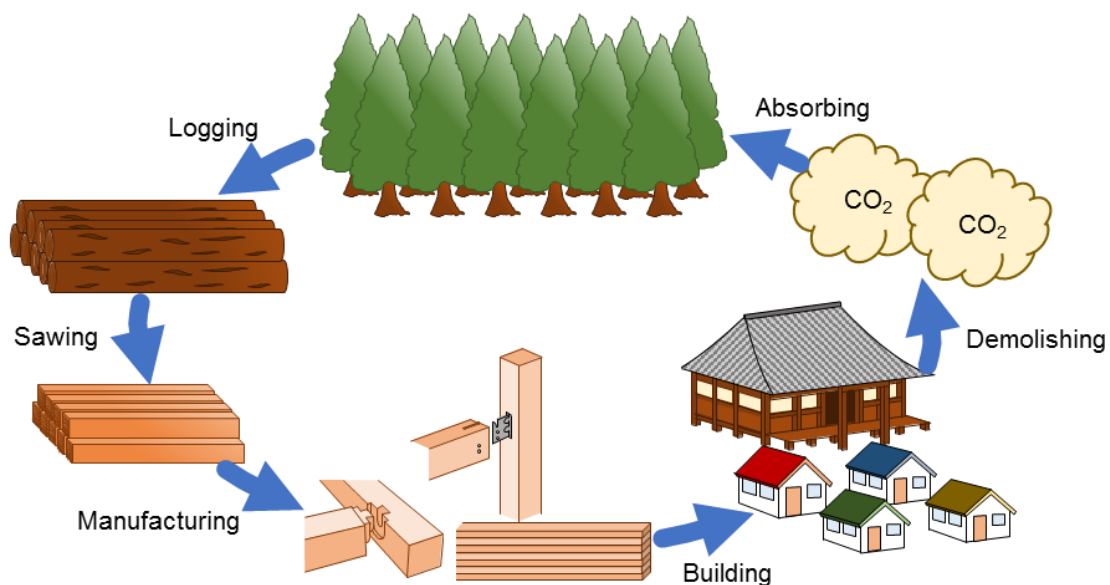 Absorbing
Logging
CO₂
CO₂
Sawing
Demolishing
Manufacturing
Building